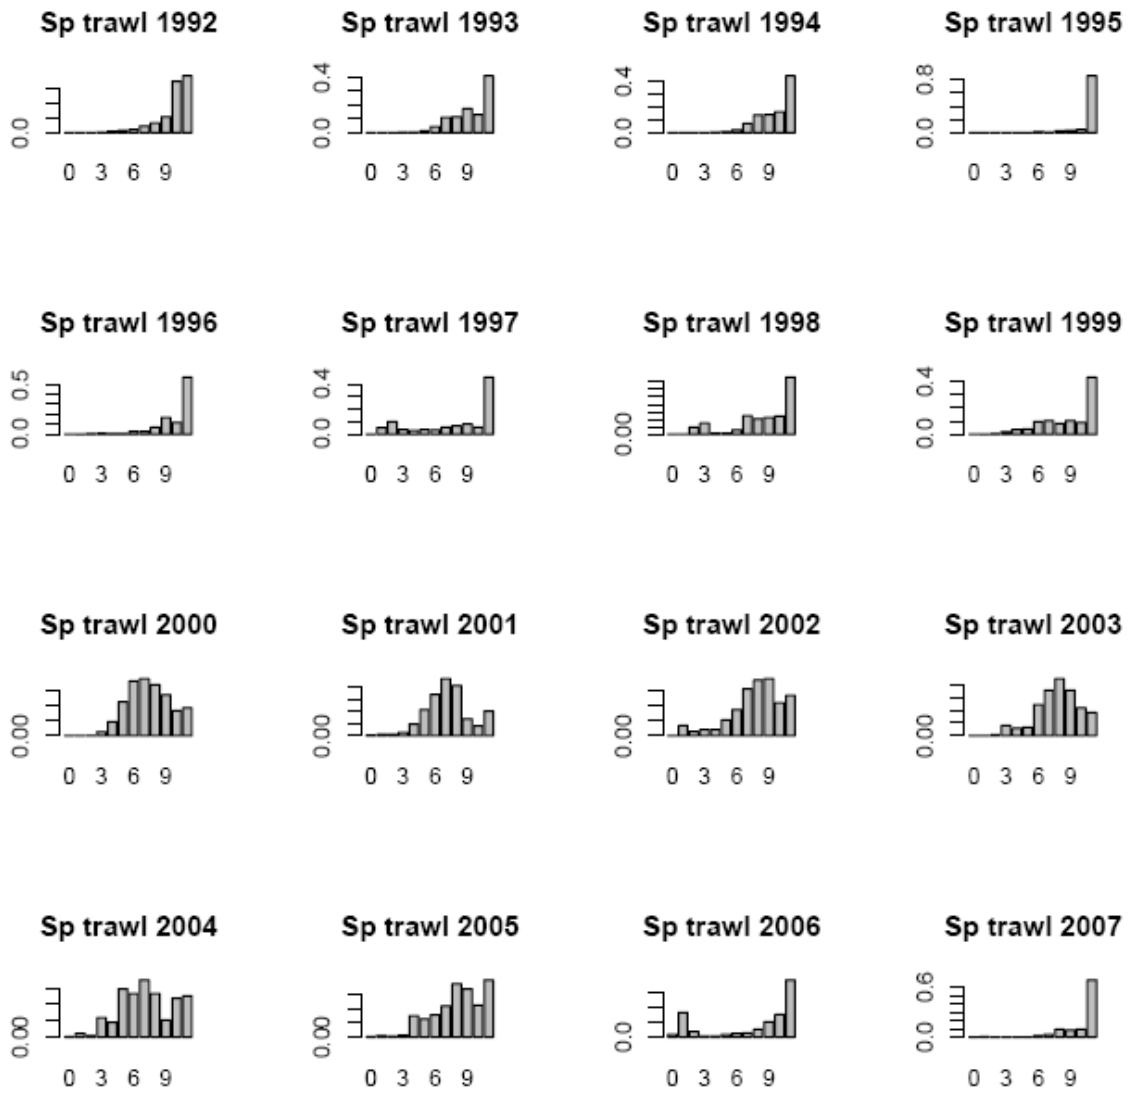 Sp trawl 1992 Sp trawl 1993 Sp trawl 1994 Sp trawl 1995
0.0 0.0 0.4 0.0 0.4 0.0 0.8
0 3 6 9 0 3 6 9 0 3 6 9 0 3 6 9
Sp trawl 1996 Sp trawl 1997 Sp trawl 1998 Sp trawl 1999
0.0 0.5 0.0 0.4 0.00 0.0 0.4
0 3 6 9 0 3 6 9 0 3 6 9 0 3 6 9
Sp trawl 2000 Sp trawl 2001 Sp trawl 2002 Sp trawl 2003
0.00 0.00 0.00 0.00
0 3 6 9 0 3 6 9 0 3 6 9 0 3 6 9
Sp trawl 2004 Sp trawl 2005 Sp trawl 2006 Sp trawl 2007
0.00 0.00 0.0 0.0 0.6
0 3 6 9 0 3 6 9 0 3 6 9 0 3 6 9